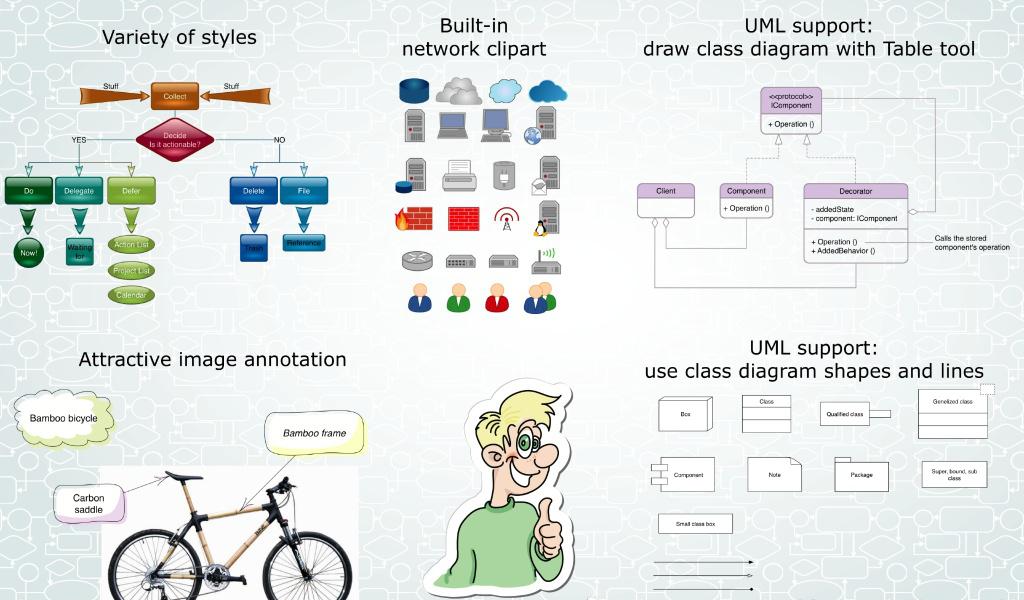 Variety of styles
Stuff
Collect
Stuff
Decide
Is it actionable?
YES
NO
Do
Delegate
Defer
Delete
File
Now!
Waiting
for
Action List
Project List
Calendar
Trash
Reference
Built-in
network clipart
UML support:
draw class diagram with Table tool
<<protocol>>
IComponent
+ Operation ()
Client
Component
+ Operation ()
Decorator
- addedState
- component: IComponent
+ Operation ()
+ AddedBehavior ()
Calls the stored
component's operation
Attractive image annotation
Bamboo bicycle
Bamboo frame
Carbon
saddle
UML support:
use class diagram shapes and lines
Box
Class
Qualified class
Genelized class
Component
Note
Package
Super, bound, sub
class
Small class box